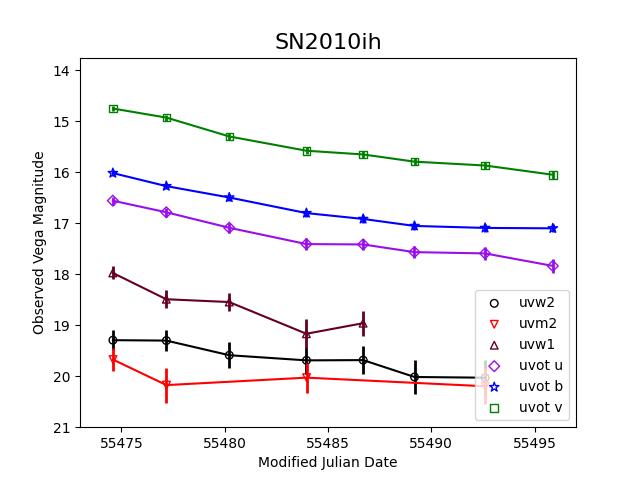 SN2010ih
Observed Vega Magnitude
14
15
16
17
18
19
20
21
uvw2
uvm2
uvw1
uvot u
uvot b
uvot v
55475 55480 55485 55490 55495
Modified Julian Date